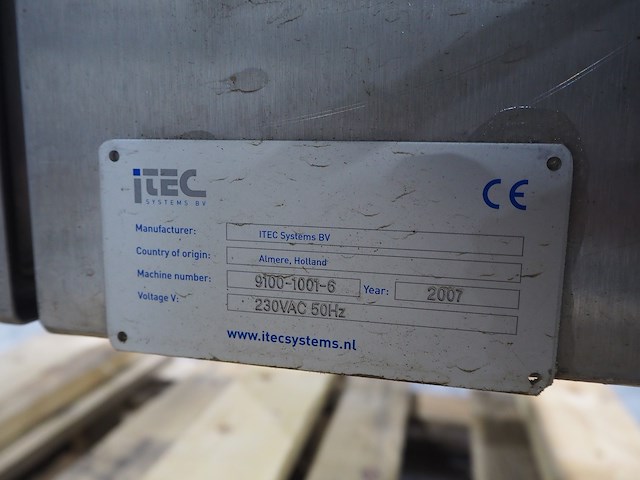 iTEC
SYSTEMS BV
CE
Manufacturer: ITEC Systems BV
Country of origin: Almere, Holland
Machine number: 9100-1001-6 Year: 2007
Voltage V: 230VAC 50Hz
www.itecsystems.nl